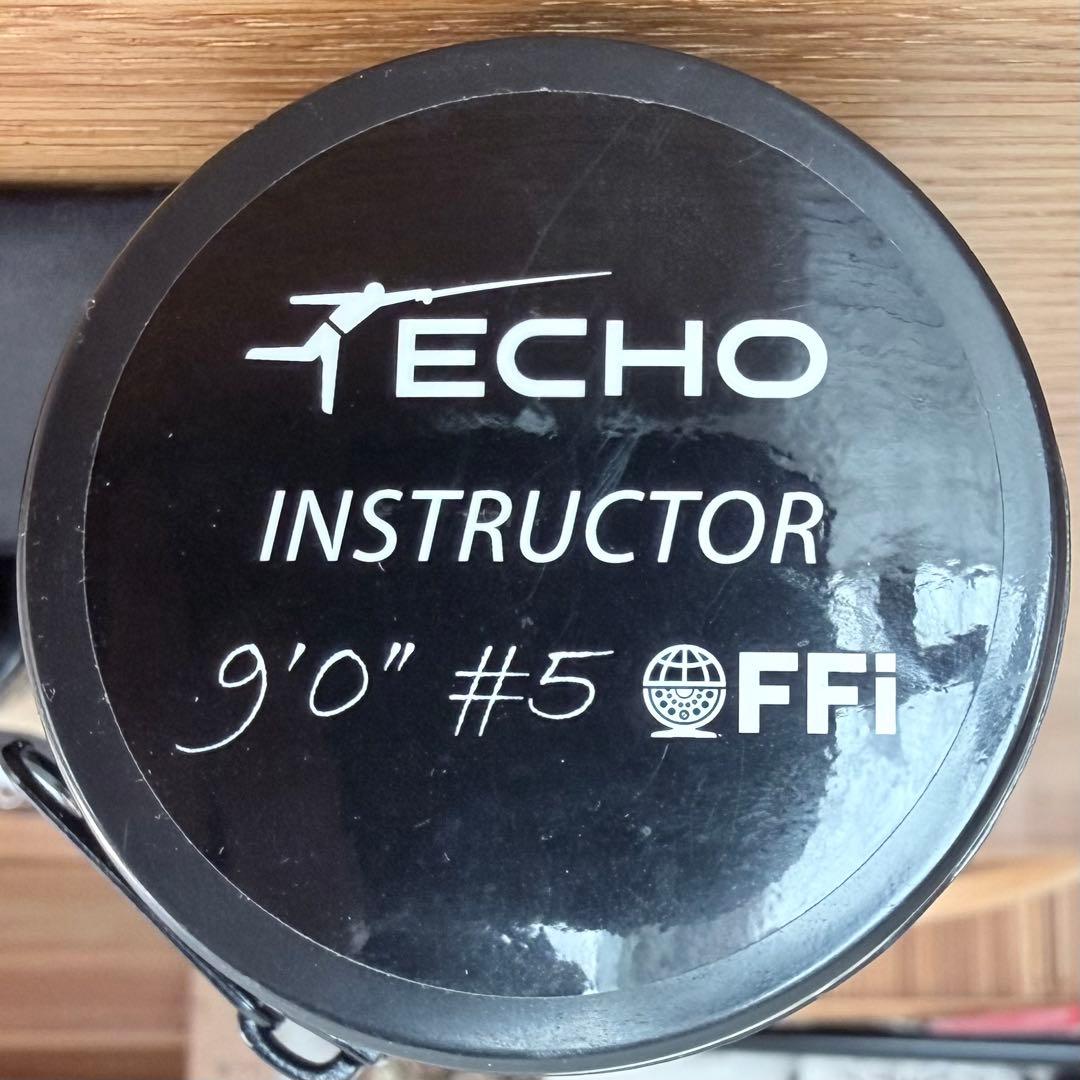 ECHO
INSTRUCTOR
9'0" #5 FFi